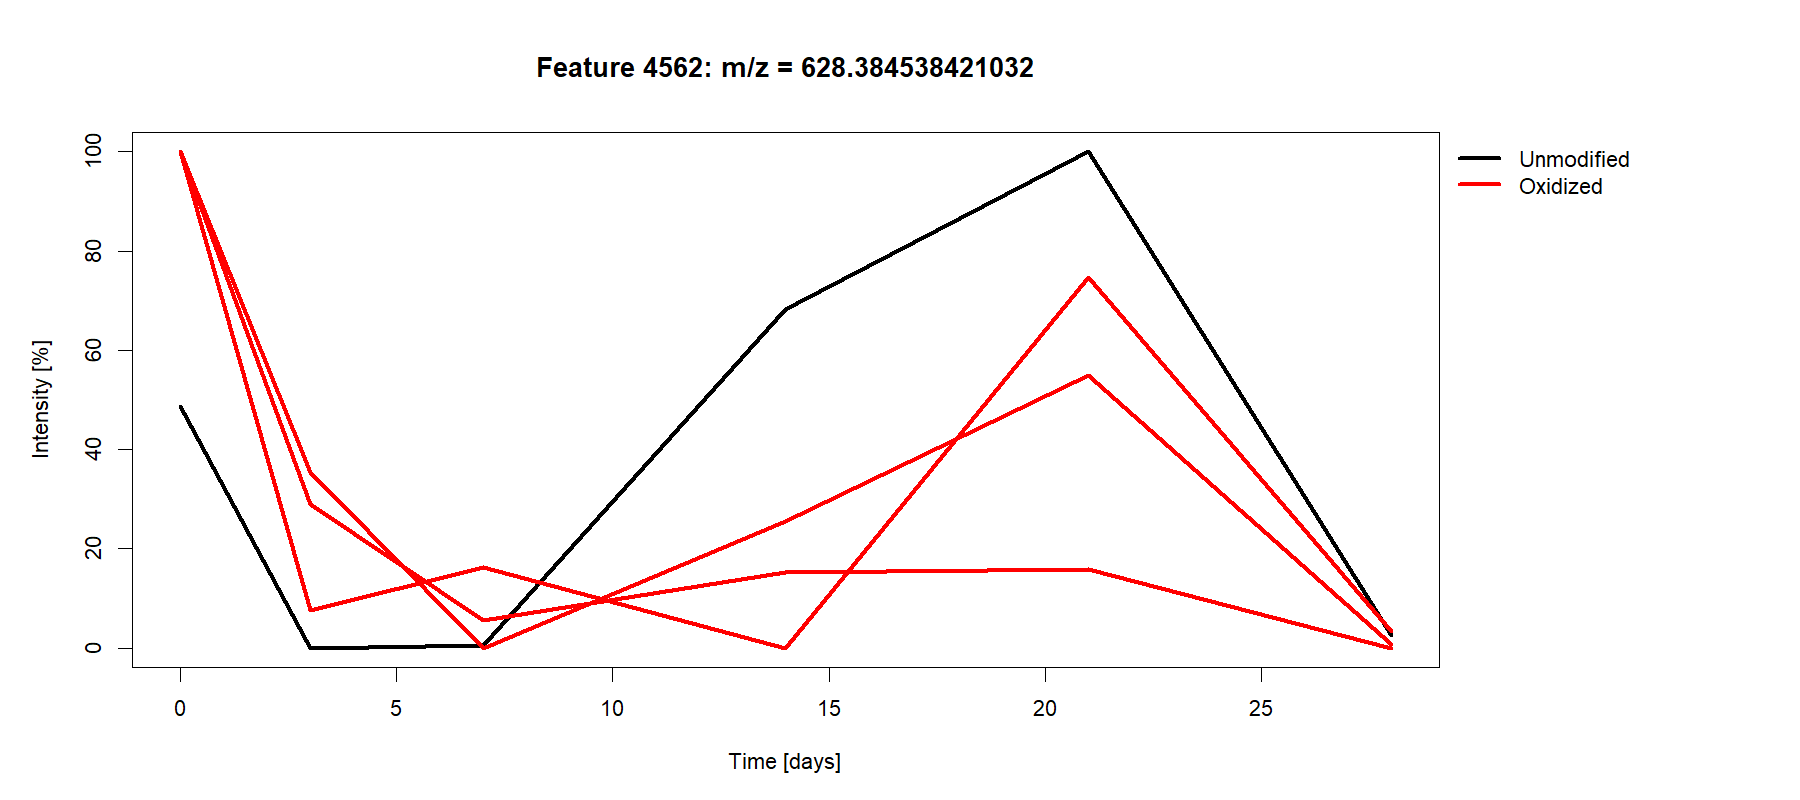 Feature 4562: m/z = 628.384538421032
Unmodified
Oxidized
Intensity [%]
100
80
60
40
20
0
0 5 10 15 20 25
Time [days]